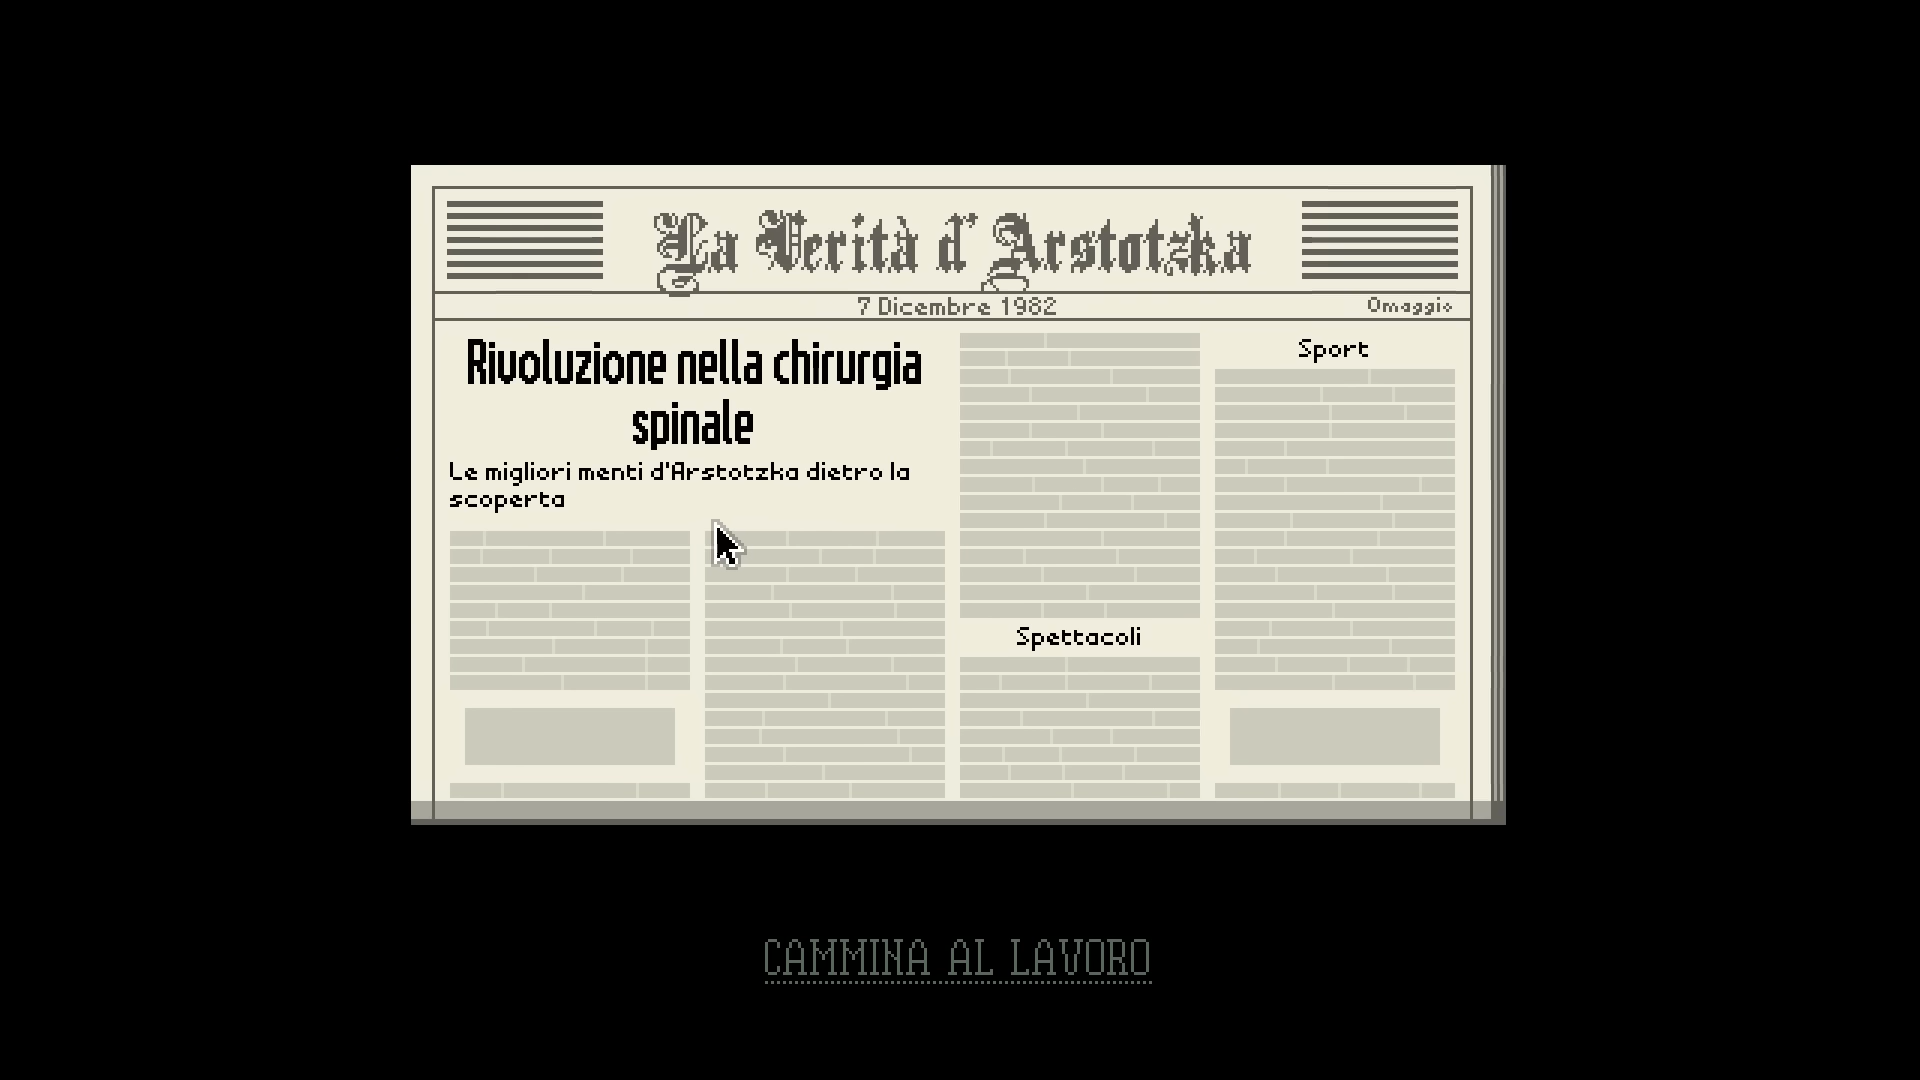 La Verità d'Arstotzka
7 Dicembre 1982
Omaggio
Rivoluzione nella chirurgia
spinale
Le migliori menti d'Arstotzka dietro la
scoperta
Spettacoli
Sport
CAMMINA AL LAVORO